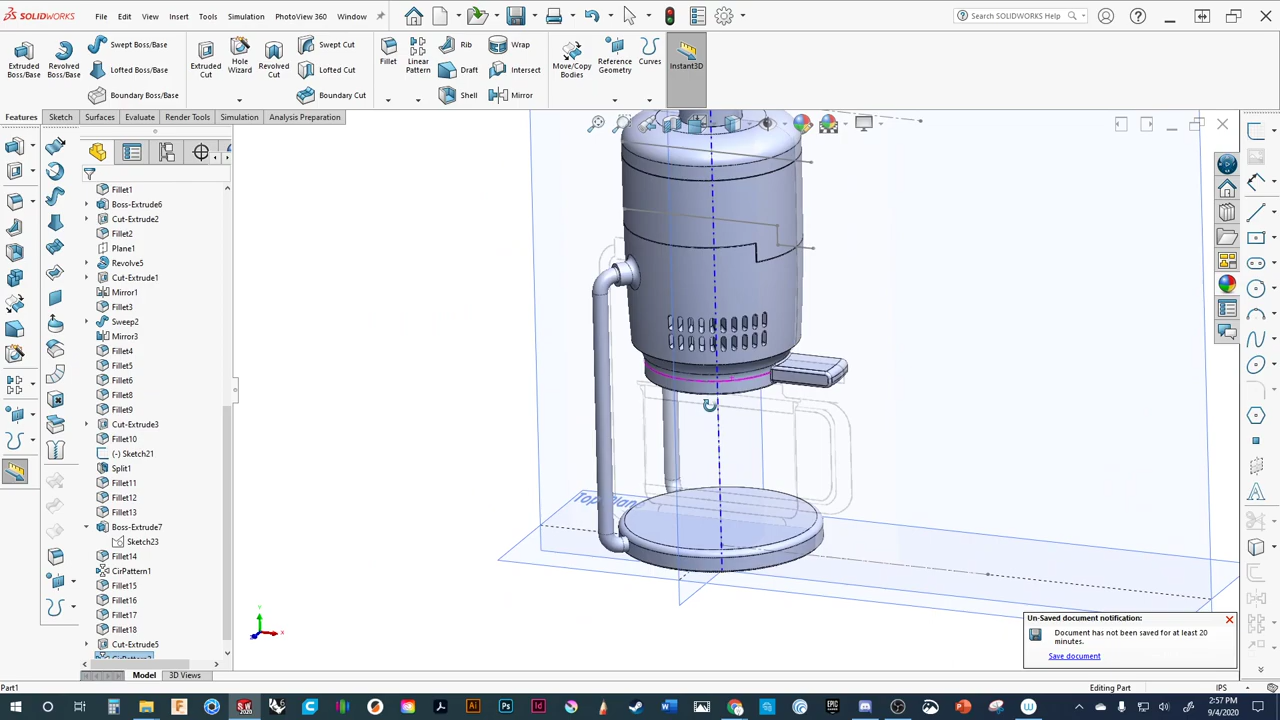 SOLIDWORKS File Edit View Insert Tools Simulation PhotoView 360 Window Search SOLIDWORKS Help
Extruded Boss/Base
Revolved Boss/Base
Swept Boss/Base
Lofted Boss/Base
Boundary Boss/Base
Extruded Cut
Hole Wizard
Revolved Cut
Swept Cut
Lofted Cut
Boundary Cut
Fillet
Linear Pattern
Rib
Draft
Shell
Wrap
Intersect
Mirror
Move/Copy Bodies
Reference Geometry
Curves
Instant3D
Features Sketch Surfaces Evaluate Render Tools Simulation Analysis Preparation
Fillet1
Boss-Extrude6
Cut-Extrude2
Fillet2
Plane1
Revolve5
Cut-Extrude1
Mirror1
Fillet3
Sweep2
Mirror3
Fillet4
Fillet5
Fillet6
Fillet8
Fillet9
Cut-Extrude3
Fillet10
(-) Sketch21
Split1
Fillet11
Fillet12
Fillet13
Boss-Extrude7
Sketch23
Fillet14
CirPattern1
Fillet15
Fillet16
Fillet17
Fillet18
Cut-Extrude5
Top Plane
Y
X
Un-Saved document notification:
Document has not been saved for at least 20
minutes.
Save document
Model 3D Views
Part1 Editing Part IPS
2:57 PM
9/4/2020